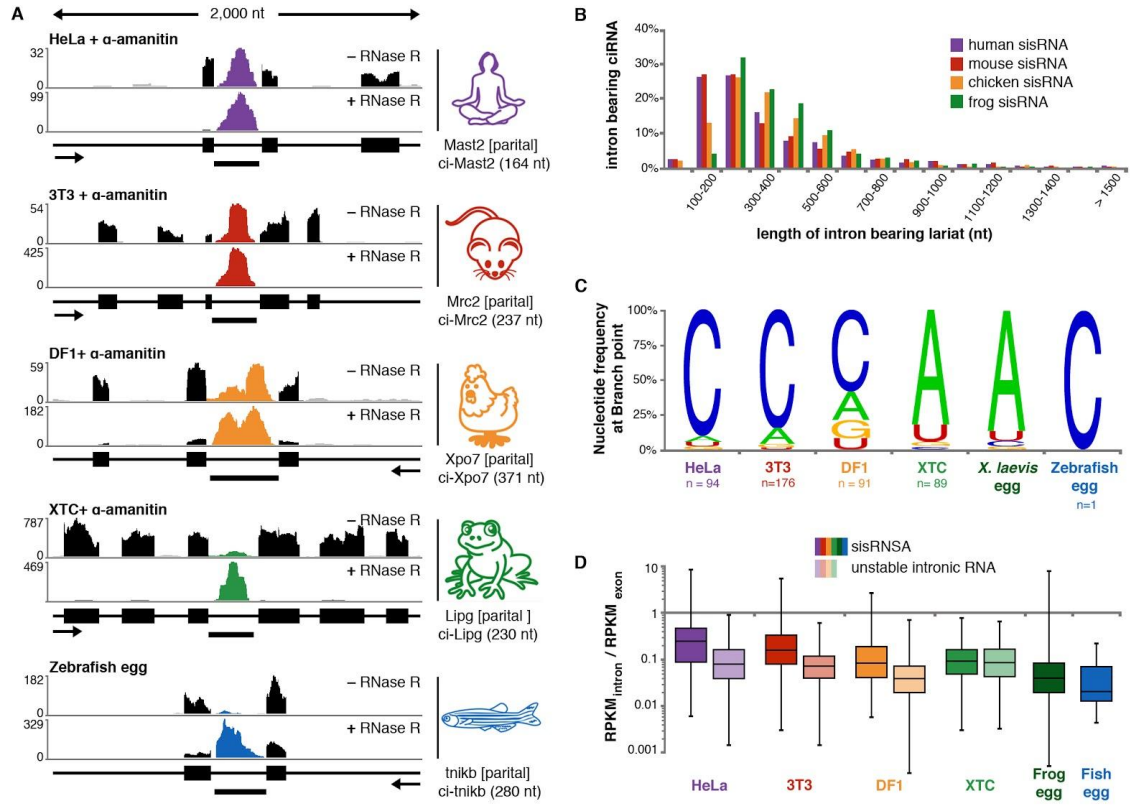 A
2,000 nt
HeLa + α-amanitin
32
0
– RNase R
99
0
+ RNase R
Mast2 [parital]
ci-Mast2 (164 nt)
3T3 + α-amanitin
54
0
– RNase R
425
0
+ RNase R
Mrc2 [parital]
ci-Mrc2 (237 nt)
DF1+ α-amanitin
59
0
– RNase R
182
0
+ RNase R
Xpo7 [parital]
ci-Xpo7 (371 nt)
XTC+ α-amanitin
787
0
– RNase R
469
+ RNase R
Lipg [parital ]
ci-Lipg (230 nt)
Zebrafish egg
182
0
– RNase R
329
0
+ RNase R
tnikb [parital]
ci-tnikb (280 nt)
B
intron bearing ciRNA
40%
30%
20%
10%
0%
human sisRNA
mouse sisRNA
chicken sisRNA
frog sisRNA
100-200
300-400
500-600
700-800
900-1000
1100-1200
1300-1400
> 1500
length of intron bearing lariat (nt)
C
Nucleotide frequency
at Branch point
100%
75%
50%
25%
0%
C C C A A C
A A A U U
U G C
U
HeLa
n = 94
3T3
n=176
DF1
n = 91
XTC
n= 89
X. laevis
egg
Zebrafish
egg
n=1
D
sisRNSA
unstable intronic RNA
RPKM intron / RPKM exon
10
1
0.1
0.01
0.001
HeLa
3T3
DF1
XTC
Frog
egg
Fish
egg